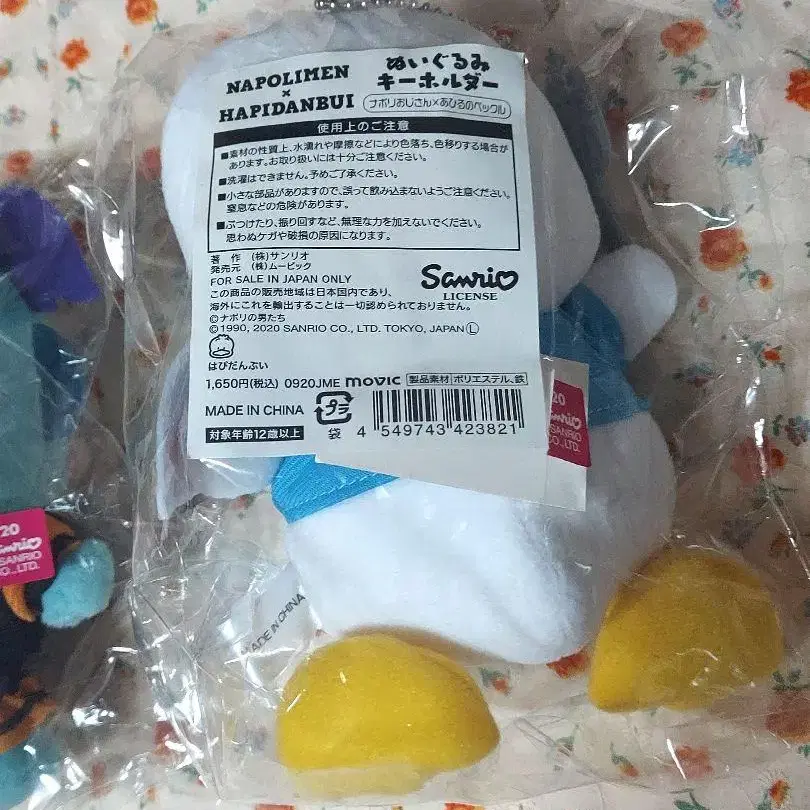 NAPOLIMEN
×
HAPIDANBUI
ぬいぐるみ
キーホルダー
ナポリおじさん×あひるのペックル
使用上のご注意
■素材の性質上、水濡れや摩擦などにより色落ち、色移りする場合が
あります。お取り扱いには十分ご注意ください。
■洗濯はできません。予めご了承ください。
■小さな部品がありますので、誤って飲み込まないようご注意ください。
窒息などの危険があります。
■ぶつけたり、振り回すなど、無理な力を加えないでください。
思わぬケガや破損の原因になります。
著 作 (株)サンリオ
発売元 (株)ムービック
FOR SALE IN JAPAN ONLY
この商品の販売地域は日本国内であり、
海外にこれを輸出することは一切認められておりません。
Sanrio
LICENSE
©ナポリの男たち
©1990, 2020 SANRIO CO., LTD. TOKYO, JAPAN Ⓛ
はぴだんぶい
1,650円(税込) 0920JME movic 製品素材 ポリエステル、鉄
MADE IN CHINA
プラ
袋
対象年齢12歳以上
4 549743 423821
20
Sanrio
SANRIO
CO.,LTD.
20
Sanrio
SANRIO
CO.,LTD.
MADE IN CHINA